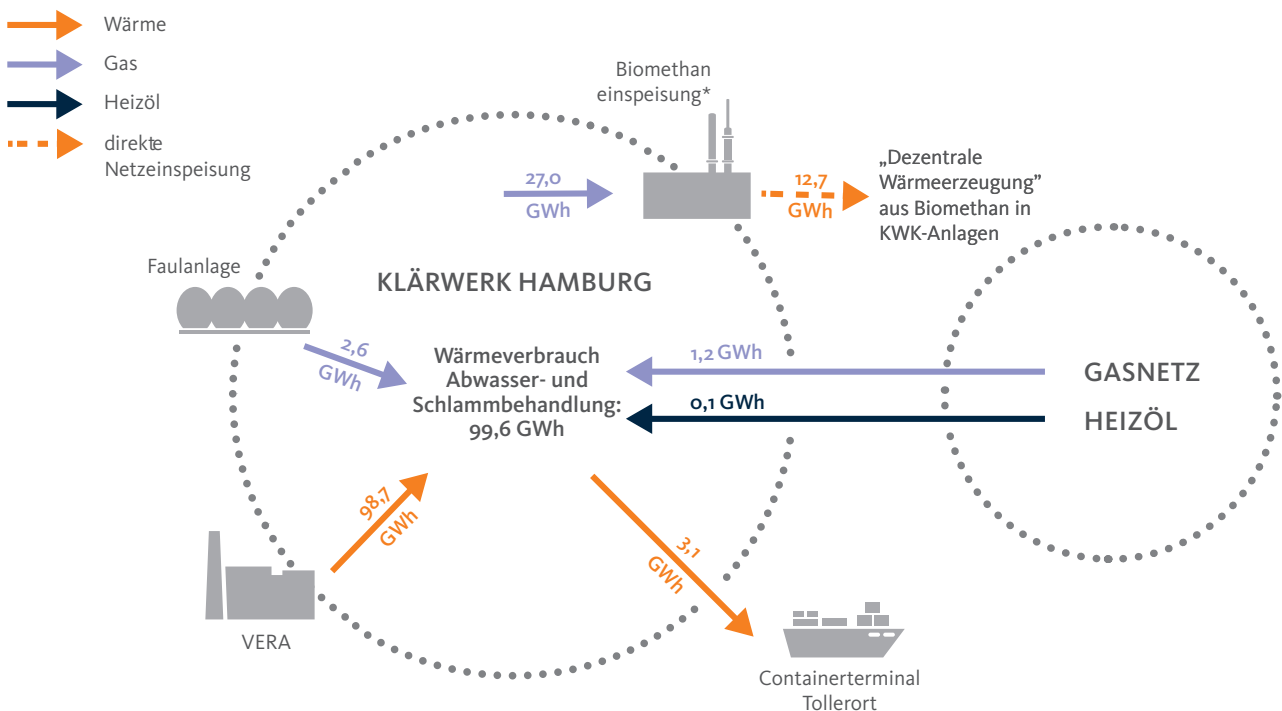 Wärme
Gas
Heizöl
direkte
Netzeinspeisung
Biomethan
einspeisung*
27,0
GWh
12,7
GWh
„Dezentrale
Wärmeerzeugung”
aus Biomethan in
KWK-Anlagen
Faulanlage
KLÄRWERK HAMBURG
2,6
GWh
Wärmeverbrauch
Abwasser- und
Schlammbehandlung:
99,6 GWh
1,2 GWh
0,1 GWh
GASNETZ
HEIZÖL
98,7
GWh
3,1
GWh
VERA
Containerterminal
Tollerort